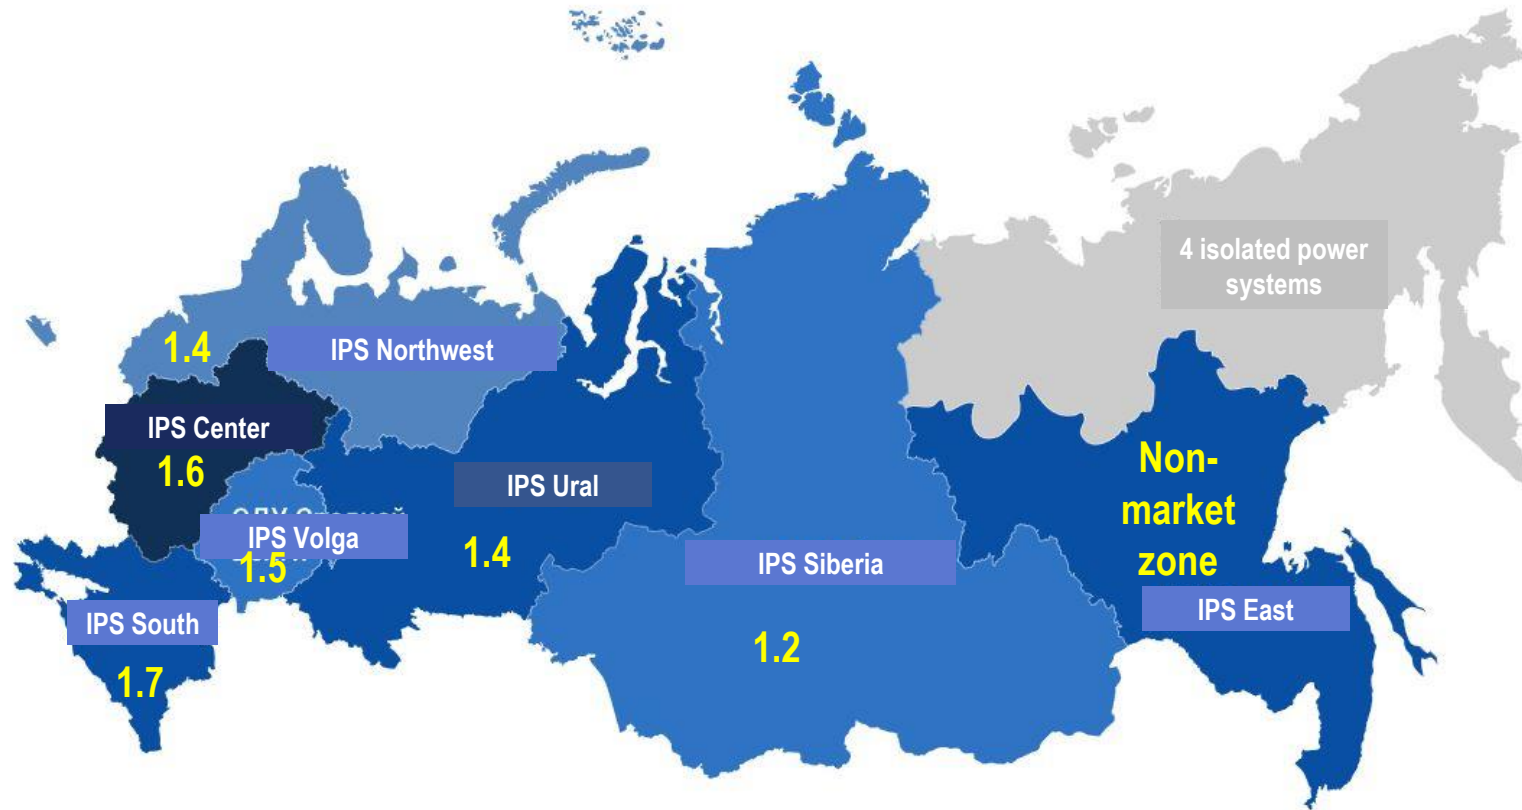 4 isolated power
systems
1.4
IPS Northwest
IPS Center
1.6
IPS Ural
Non-
market
zone
IPS Volga
1.5
1.4
IPS Siberia
IPS East
IPS South
1.2
1.7